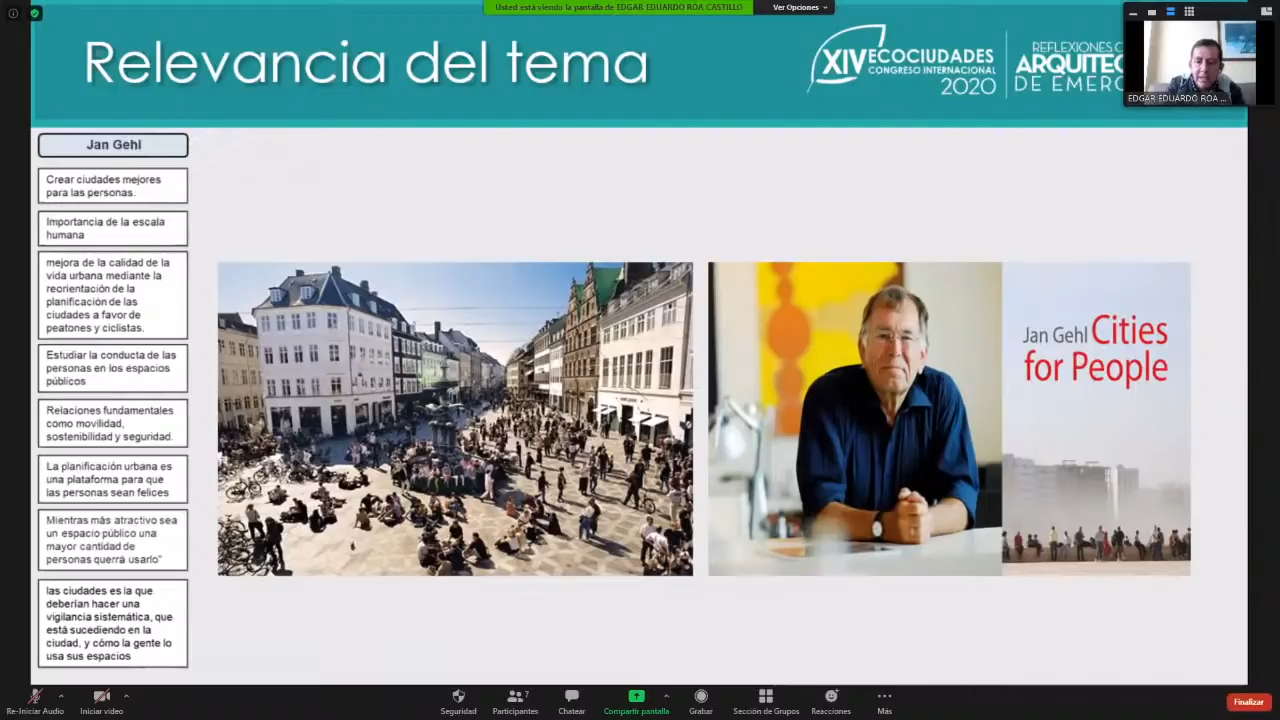 Usted está viendo la pantalla de EDGAR EDUARDO ROA CASTILLO
Ver Opciones
Relevancia del tema
XIV ECOCIUDADES
CONGRESO INTERNACIONAL
2020
REFLEXIONES
ARQUITEC
DE EMERG
EDGAR EDUARDO ROA ...
Jan Gehl
Crear ciudades mejores
para las personas.
Importancia de la escala
humana
mejora de la calidad de la
vida urbana mediante la
reorientación de la
planificación de las
ciudades a favor de
peatones y ciclistas.
Estudiar la conducta de las
personas en los espacios
públicos
Relaciones fundamentales
como movilidad,
sostenibilidad y seguridad.
La planificación urbana es
una plataforma para que
las personas sean felices
Mientras más atractivo sea
un espacio público una
mayor cantidad de
personas querrá usarlo"
las ciudades es la que
deberían hacer una
vigilancia sistemática, que
está sucediendo en la
ciudad, y cómo la gente lo
usa sus espacios
Jan Gehl Cities
for People
Re-Iniciar Audio
Iniciar video
Seguridad
7
Participantes
Chatear
Compartir pantalla
Grabar
Sección de Grupos
Reacciones
Más
Finalizar